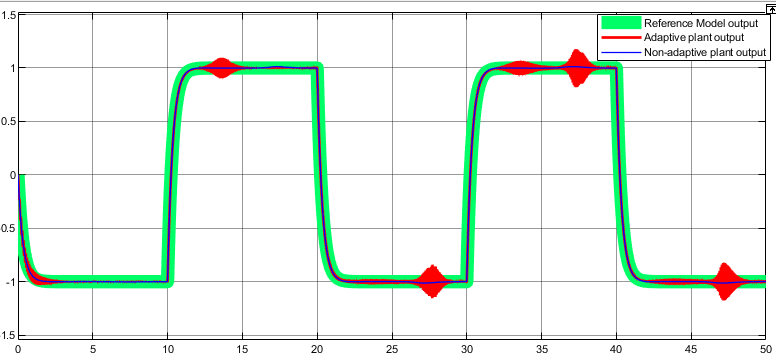 1.5
1
0.5
0
-0.5
-1
-1.5
0 5 10 15 20 25 30 35 40 45 50
Reference Model output
Adaptive plant output
Non-adaptive plant output